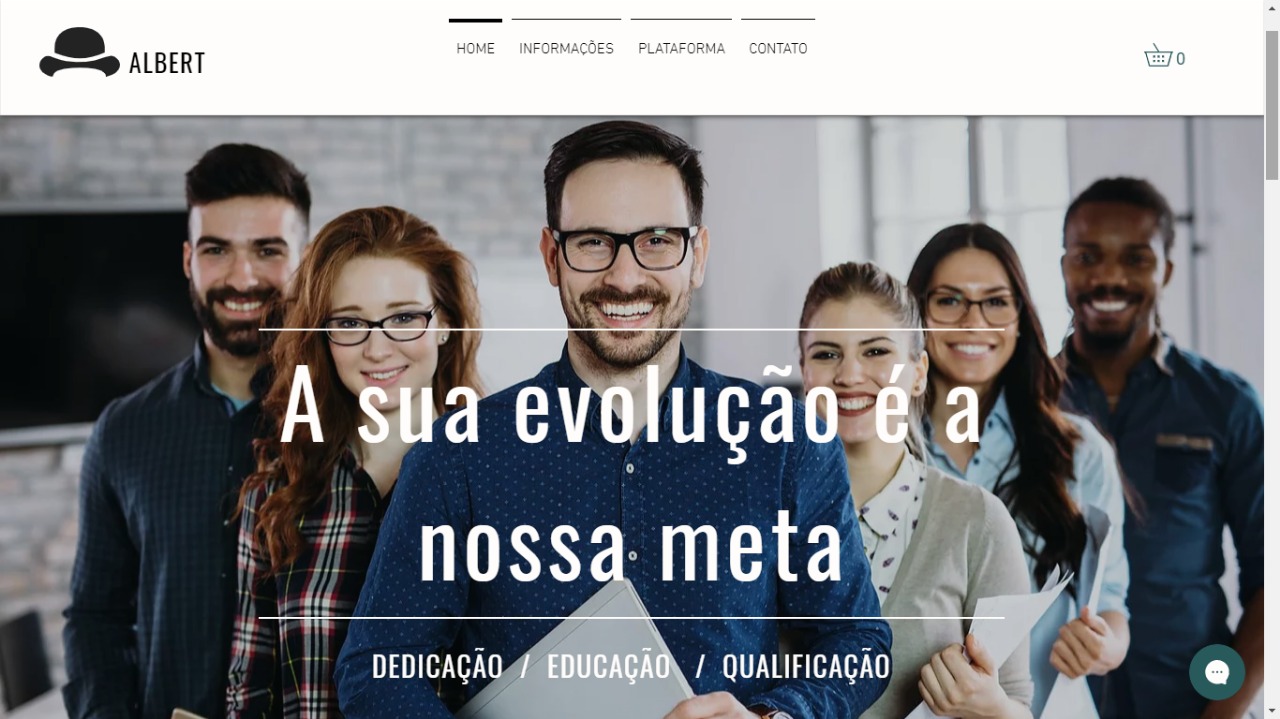 ALBERT
HOME
INFORMAÇÕES
PLATAFORMA
CONTATO
0
A sua evolução é a
nossa meta
DEDICAÇÃO / EDUCAÇÃO / QUALIFICAÇÃO